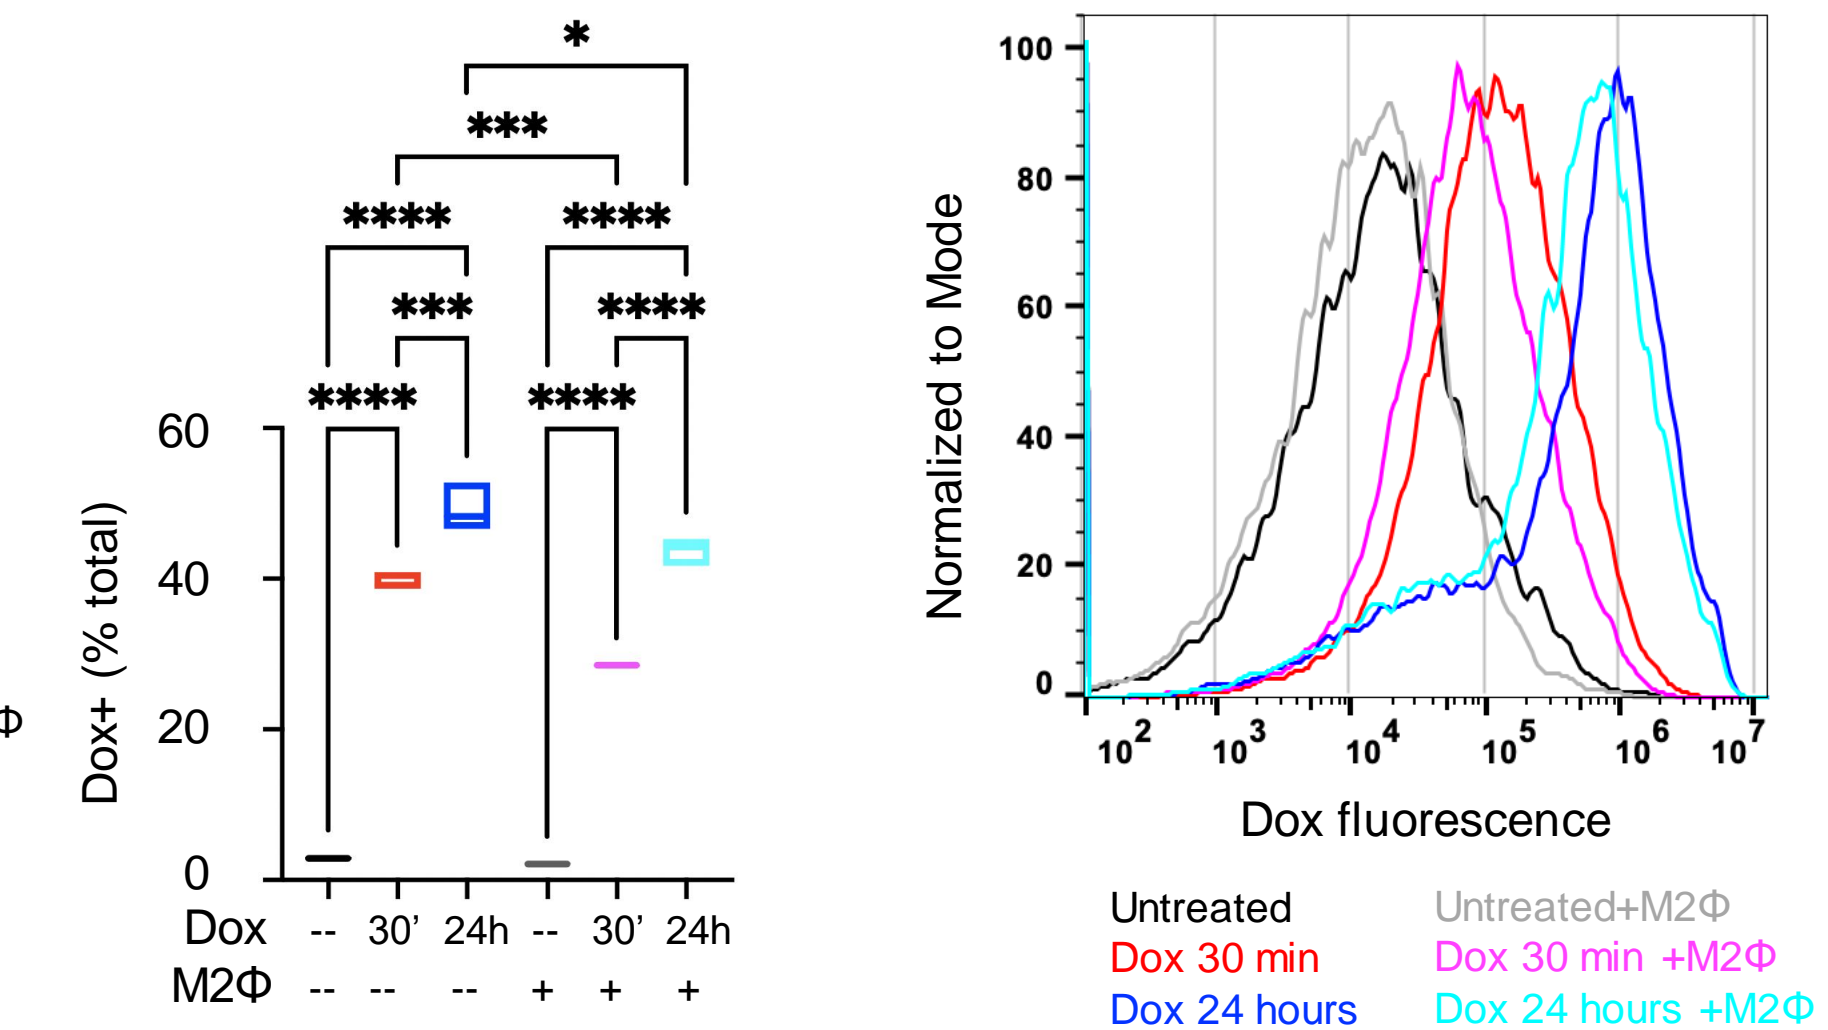 *
***
**** ****
*** ****
**** ****
60
40
20
0
Dox+ (% total)
Φ
Dox -- 30’ 24h -- 30’ 24h
M2Φ -- -- -- + + +
100
80
60
40
20
0
Normalized to Mode
10^2 10^3 10^4 10^5 10^6 10^7
Dox fluorescence
Untreated Untreated+M2Φ
Dox 30 min Dox 30 min +M2Φ
Dox 24 hours Dox 24 hours +M2Φ